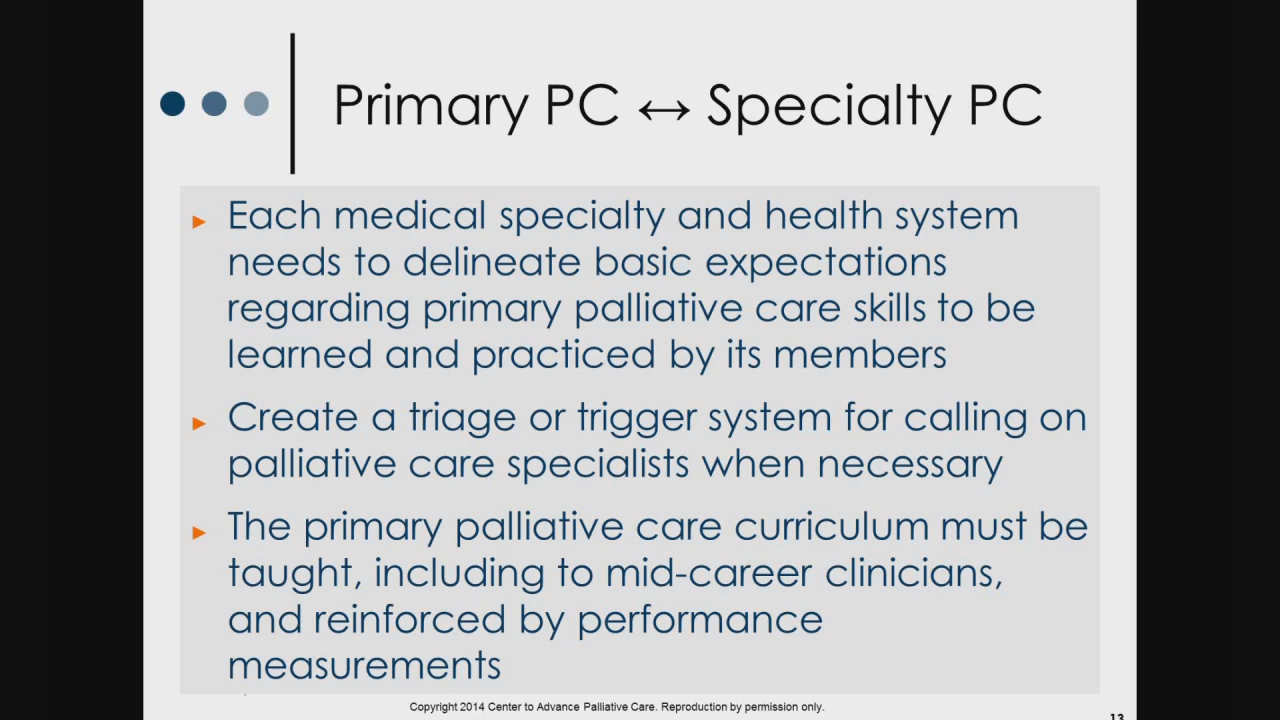 Primary PC ↔ Specialty PC
► Each medical specialty and health system
needs to delineate basic expectations
regarding primary palliative care skills to be
learned and practiced by its members
► Create a triage or trigger system for calling on
palliative care specialists when necessary
► The primary palliative care curriculum must be
taught, including to mid-career clinicians,
and reinforced by performance
measurements
Copyright 2014 Center to Advance Palliative Care. Reproduction by permission only.
13